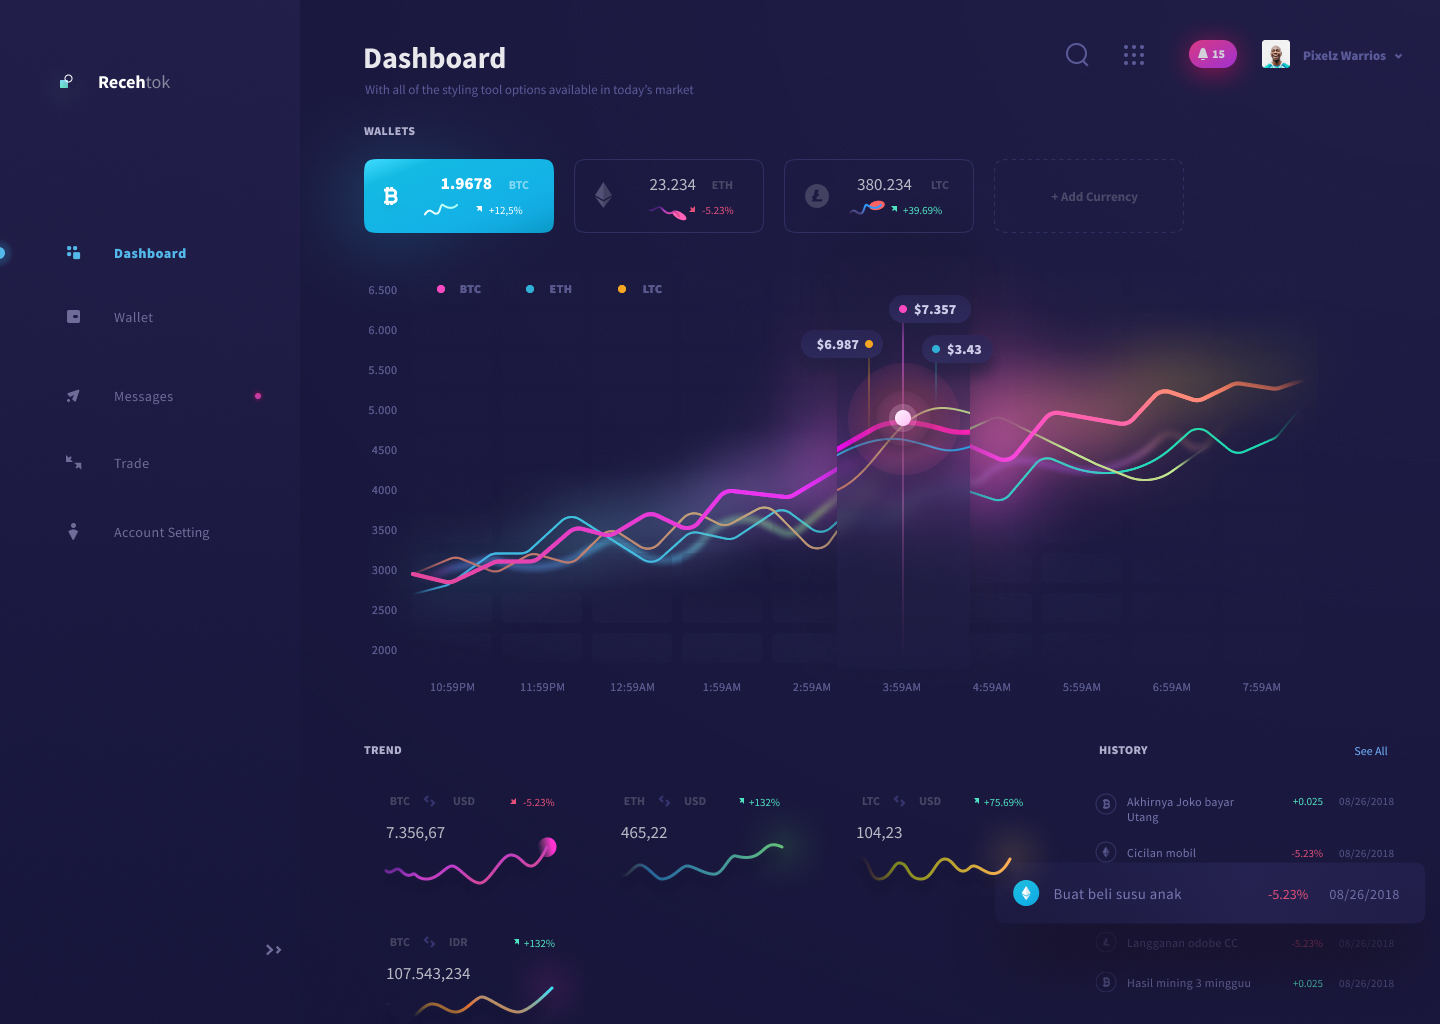 Recehtok
Dashboard
Wallet
Messages
Trade
Account Setting
Dashboard
With all of the styling tool options available in today's market
15
Pixelz Warrios
WALLETS
1.9678 BTC
+12,5%
23.234 ETH
-5.23%
380.234 LTC
+39.69%
+ Add Currency
BTC ETH LTC
6.500
6.000
5.500
5.000
4500
4000
3500
3000
2500
2000
$7.357
$6.987
$3.43
10:59PM 11:59PM 12:59AM 1:59AM 2:59AM 3:59AM 4:59AM 5:59AM 6:59AM 7:59AM
TREND
BTC USD -5.23%
7.356,67
ETH USD +132%
465,22
LTC USD +75.69%
104,23
BTC IDR +132%
107.543,234
HISTORY See All
Akhirnya Joko bayar +0.025 08/26/2018
Utang
Cicilan mobil -5.23% 08/26/2018
Buat beli susu anak -5.23% 08/26/2018
Langganan odobe CC -5.23% 08/26/2018
Hasil mining 3 mingguu +0.025 08/26/2018